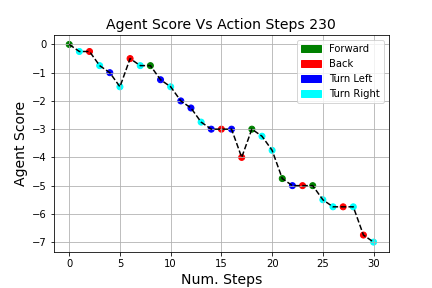 Agent Score Vs Action Steps 230
Forward
Back
Turn Left
Turn Right
Agent Score
0
−1
−2
−3
−4
−5
−6
−7
0 5 10 15 20 25 30
Num. Steps